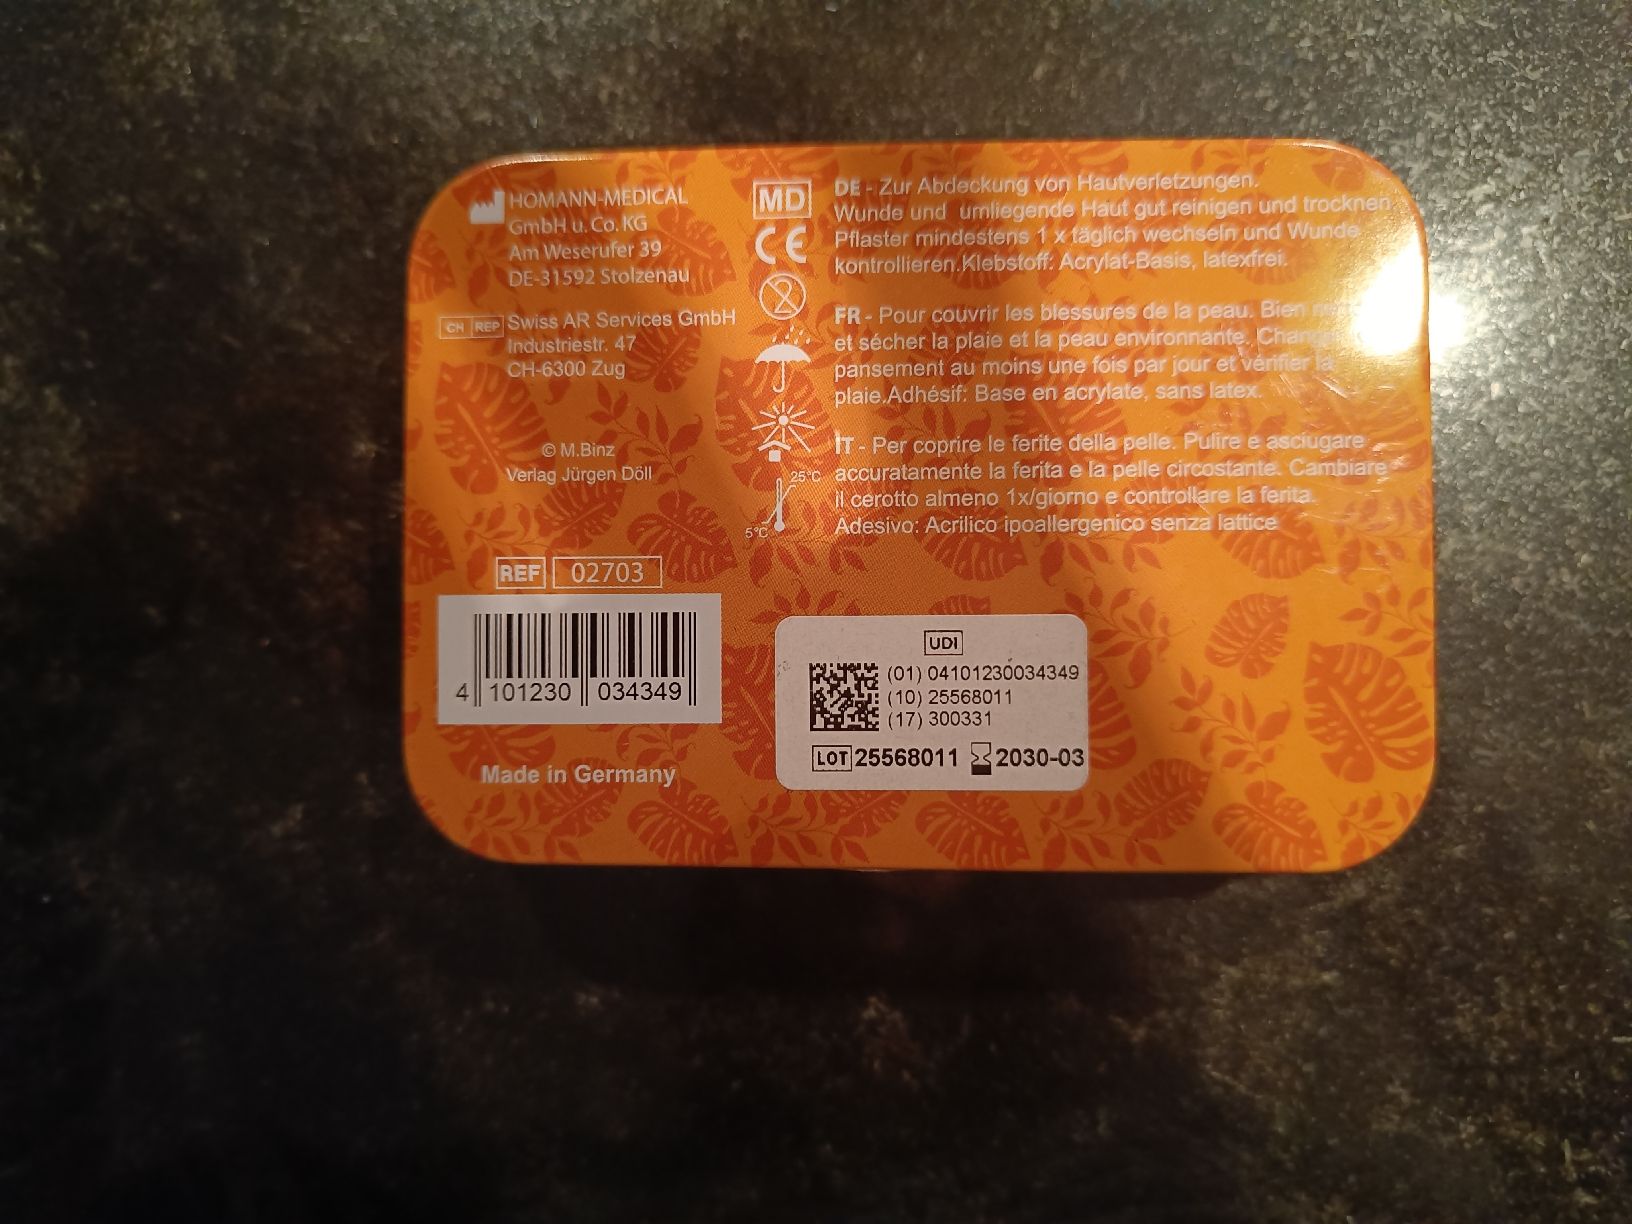 HOMANN-MEDICAL
GmbH u. Co. KG
Am Weserufer 39
DE-31592 Stolzenau
CH REP Swiss AR Services GmbH
Industriestr. 47
CH-6300 Zug
© M.Binz
Verlag Jürgen Döll
REF 02703
4 101230 034349
Made in Germany
MD
CE
2
25°C
5°C
DE - Zur Abdeckung von Hautverletzungen.
Wunde und umliegende Haut gut reinigen und trocknen.
Pflaster mindestens 1 x täglich wechseln und Wunde
kontrollieren.Klebstoff: Acrylat-Basis, latexfrei.
FR - Pour couvrir les blessures de la peau. Bien
et sécher la plaie et la peau environnante.
pansement au moins une fois par jour et vérifier la
plaie.Adhésif: Base en acrylate, sans latex.
IT - Per coprire le ferite della pelle. Pulire e asciugare
accuratamente la ferita e la pelle circostante. Cambiare
il cerotto almeno 1x/giorno e controllare la ferita.
Adesivo: Acrilico ipoallergenico senza lattice
UDI
(01) 04101230034349
(10) 25568011
(17) 300331
LOT 25568011 2030-03